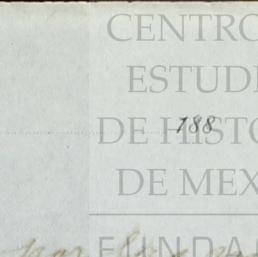 CENTRO
ESTUDI
DE HISTO
188
DE MEX
FUNDA